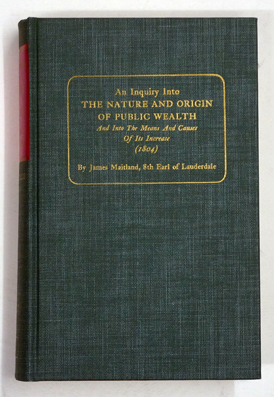 An Inquiry Into
THE NATURE AND ORIGIN
OF PUBLIC WEALTH
And Into The Means And Causes
Of Its Increase
(1804)
By James Maitland, 8th Earl of Lauderdale